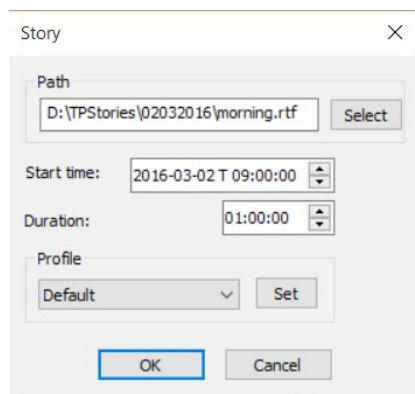 Story
Path
D:\TPStories\02032016\morning.rtf Select
Start time: 2016-03-02 T 09:00:00
Duration: 01:00:00
Profile
Default Set
OK Cancel